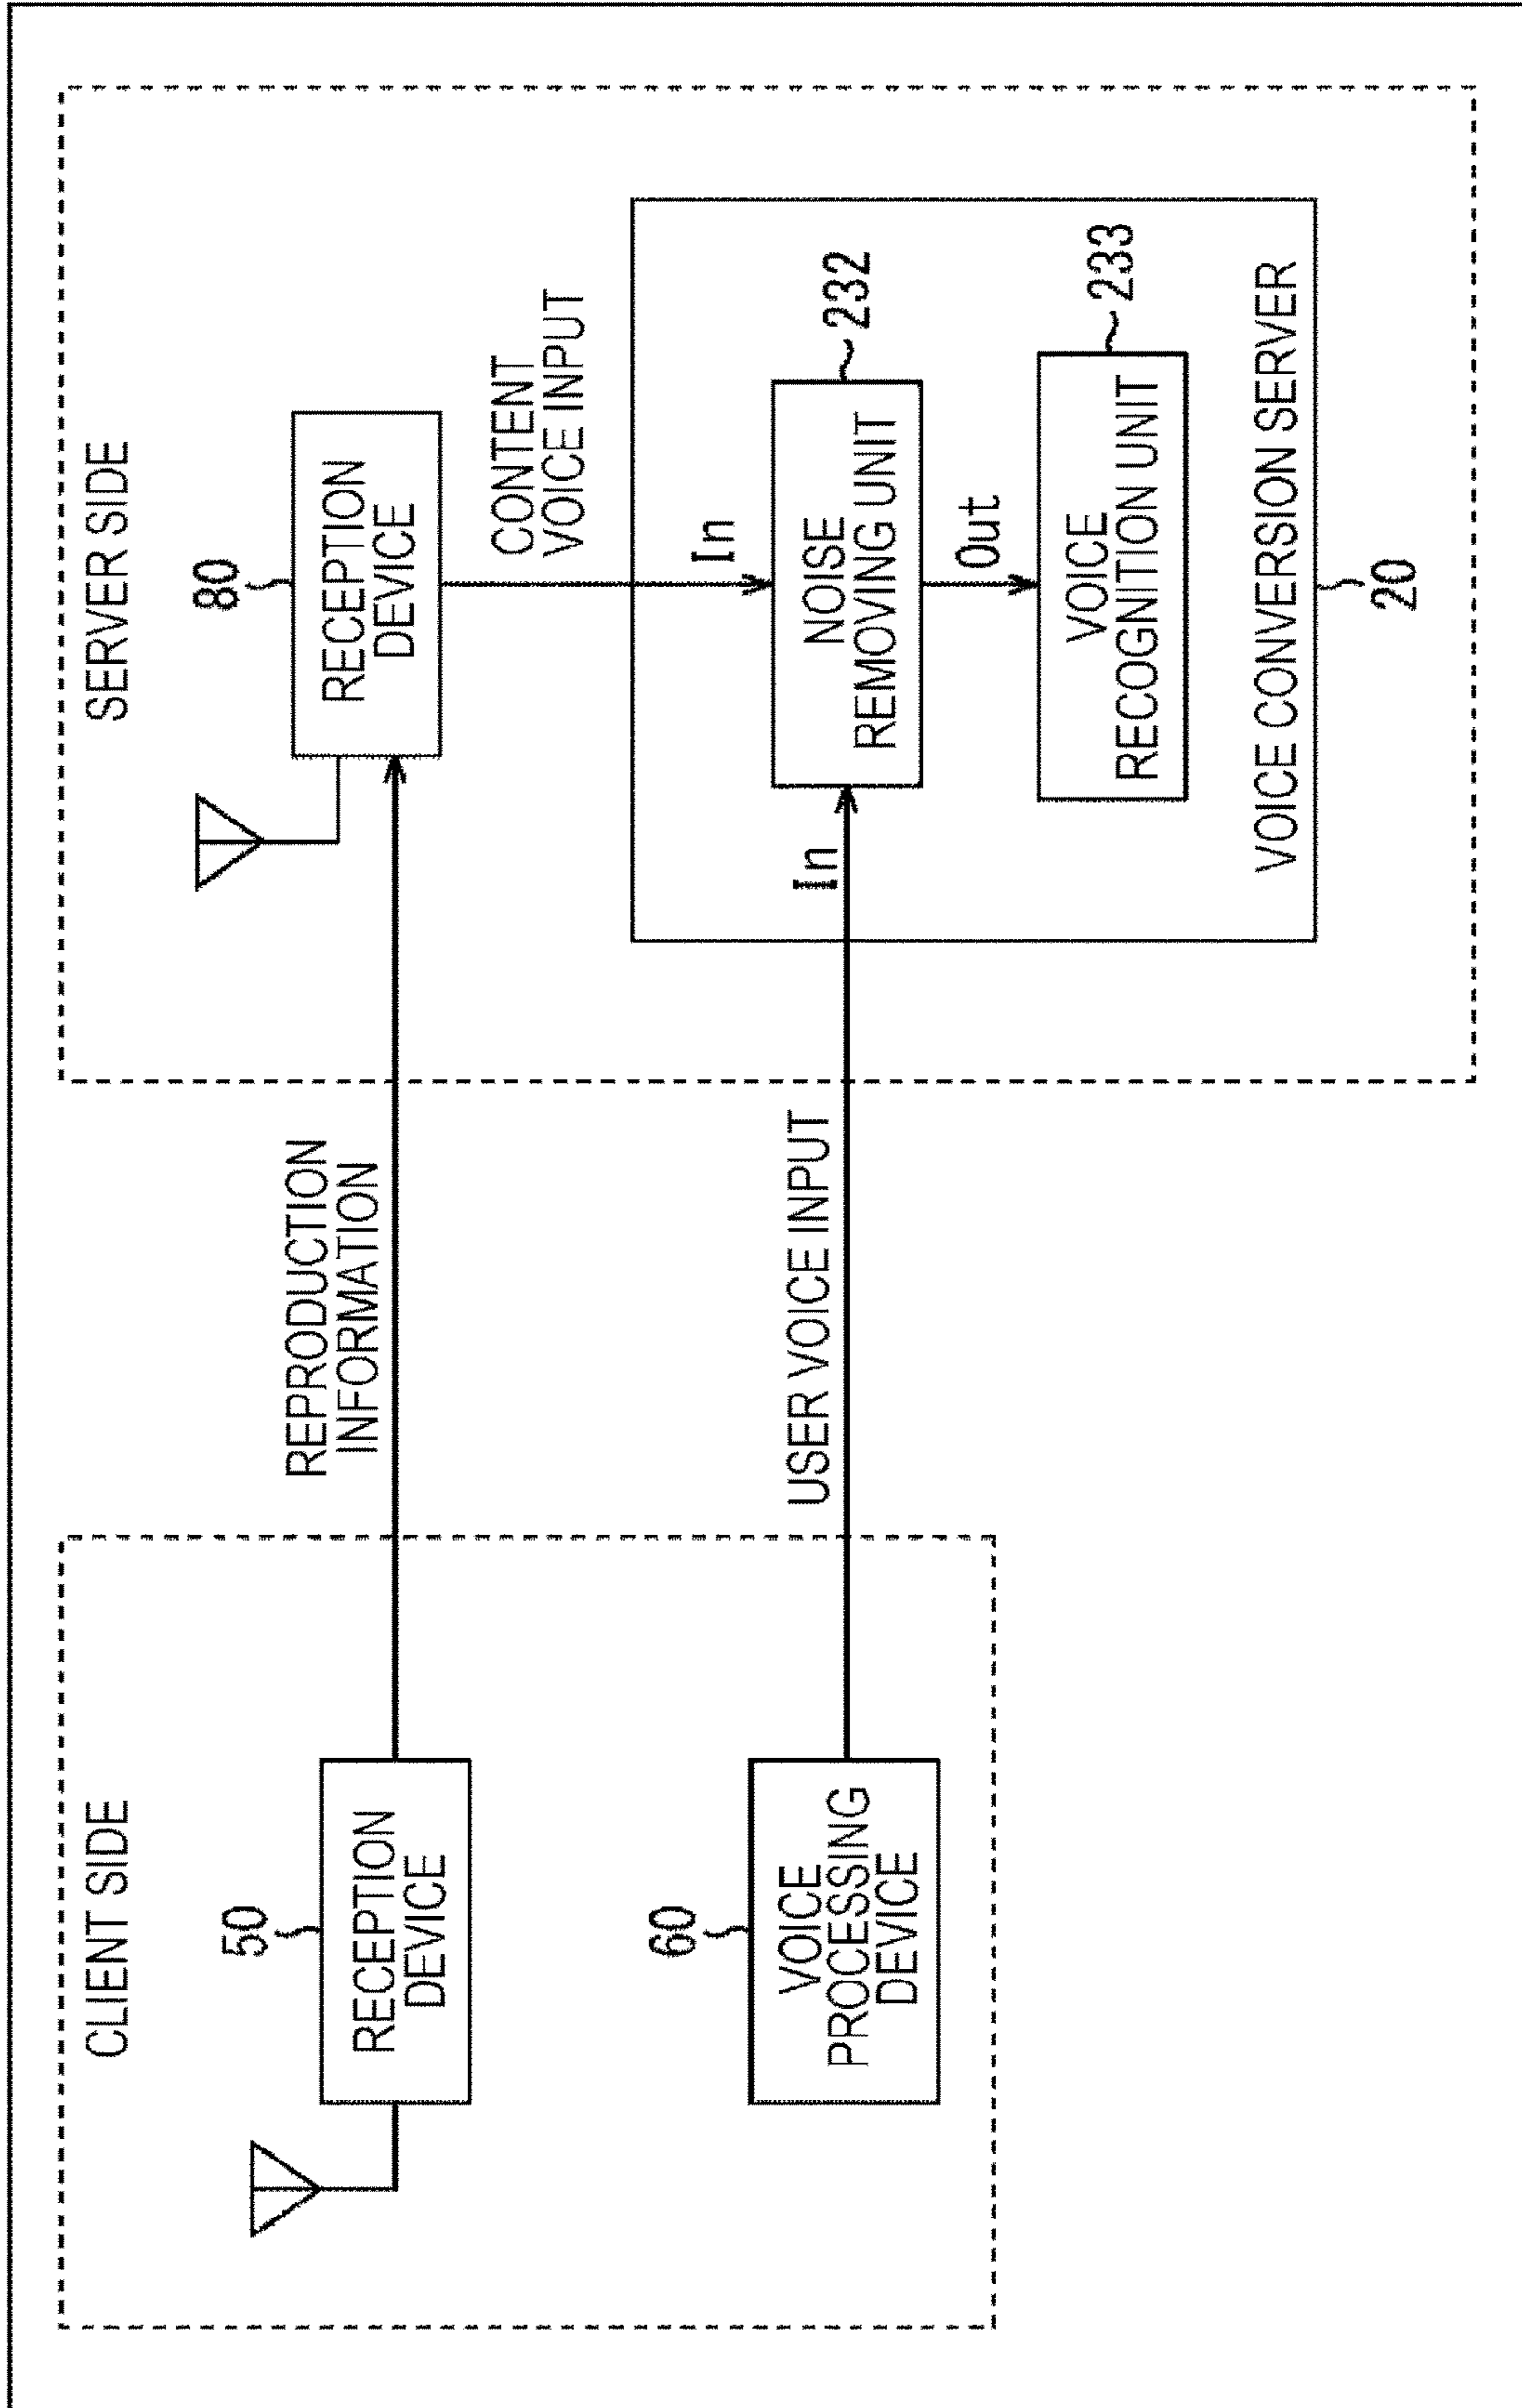 CLIENT SIDE
50
RECEPTION
DEVICE
60
VOICE
PROCESSING
DEVICE
REPRODUCTION
INFORMATION
USER VOICE INPUT
SERVER SIDE
80
RECEPTION
DEVICE
CONTENT
VOICE INPUT
In
In
NOISE
REMOVING UNIT
232
Out
VOICE
RECOGNITION UNIT
233
VOICE CONVERSION SERVER
20